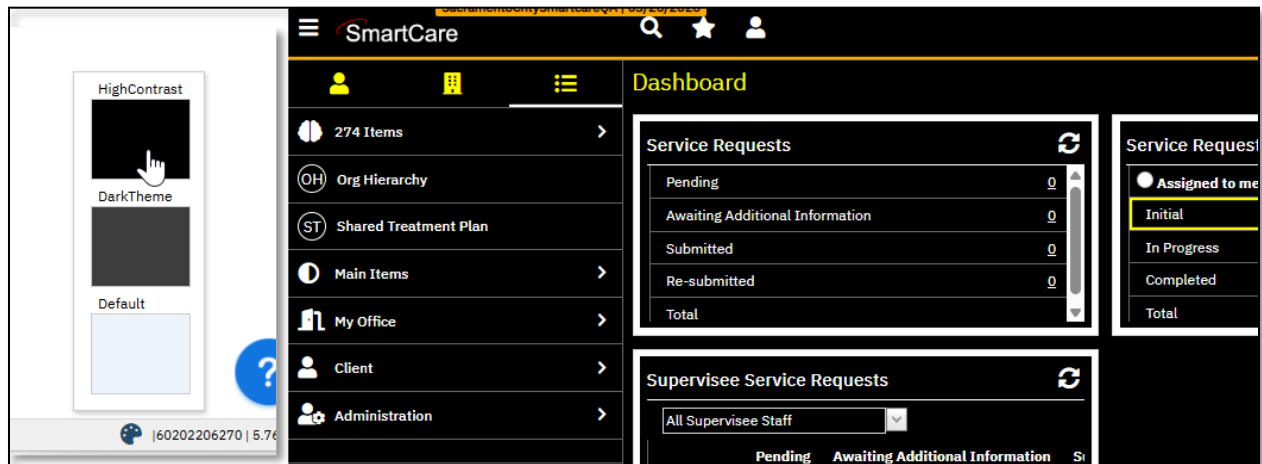 HighContrast
DarkTheme
Default
?
|60202206270 | 5.76
SmartCare
274 Items
OH Org Hierarchy
ST Shared Treatment Plan
Main Items
My Office
Client
Administration
Dashboard
Service Requests
Pending 0
Awaiting Additional Information 0
Submitted 0
Re-submitted 0
Total
Supervisee Service Requests
All Supervisee Staff
Pending Awaiting Additional Information
Service Request
Assigned to me
Initial
In Progress
Completed
Total